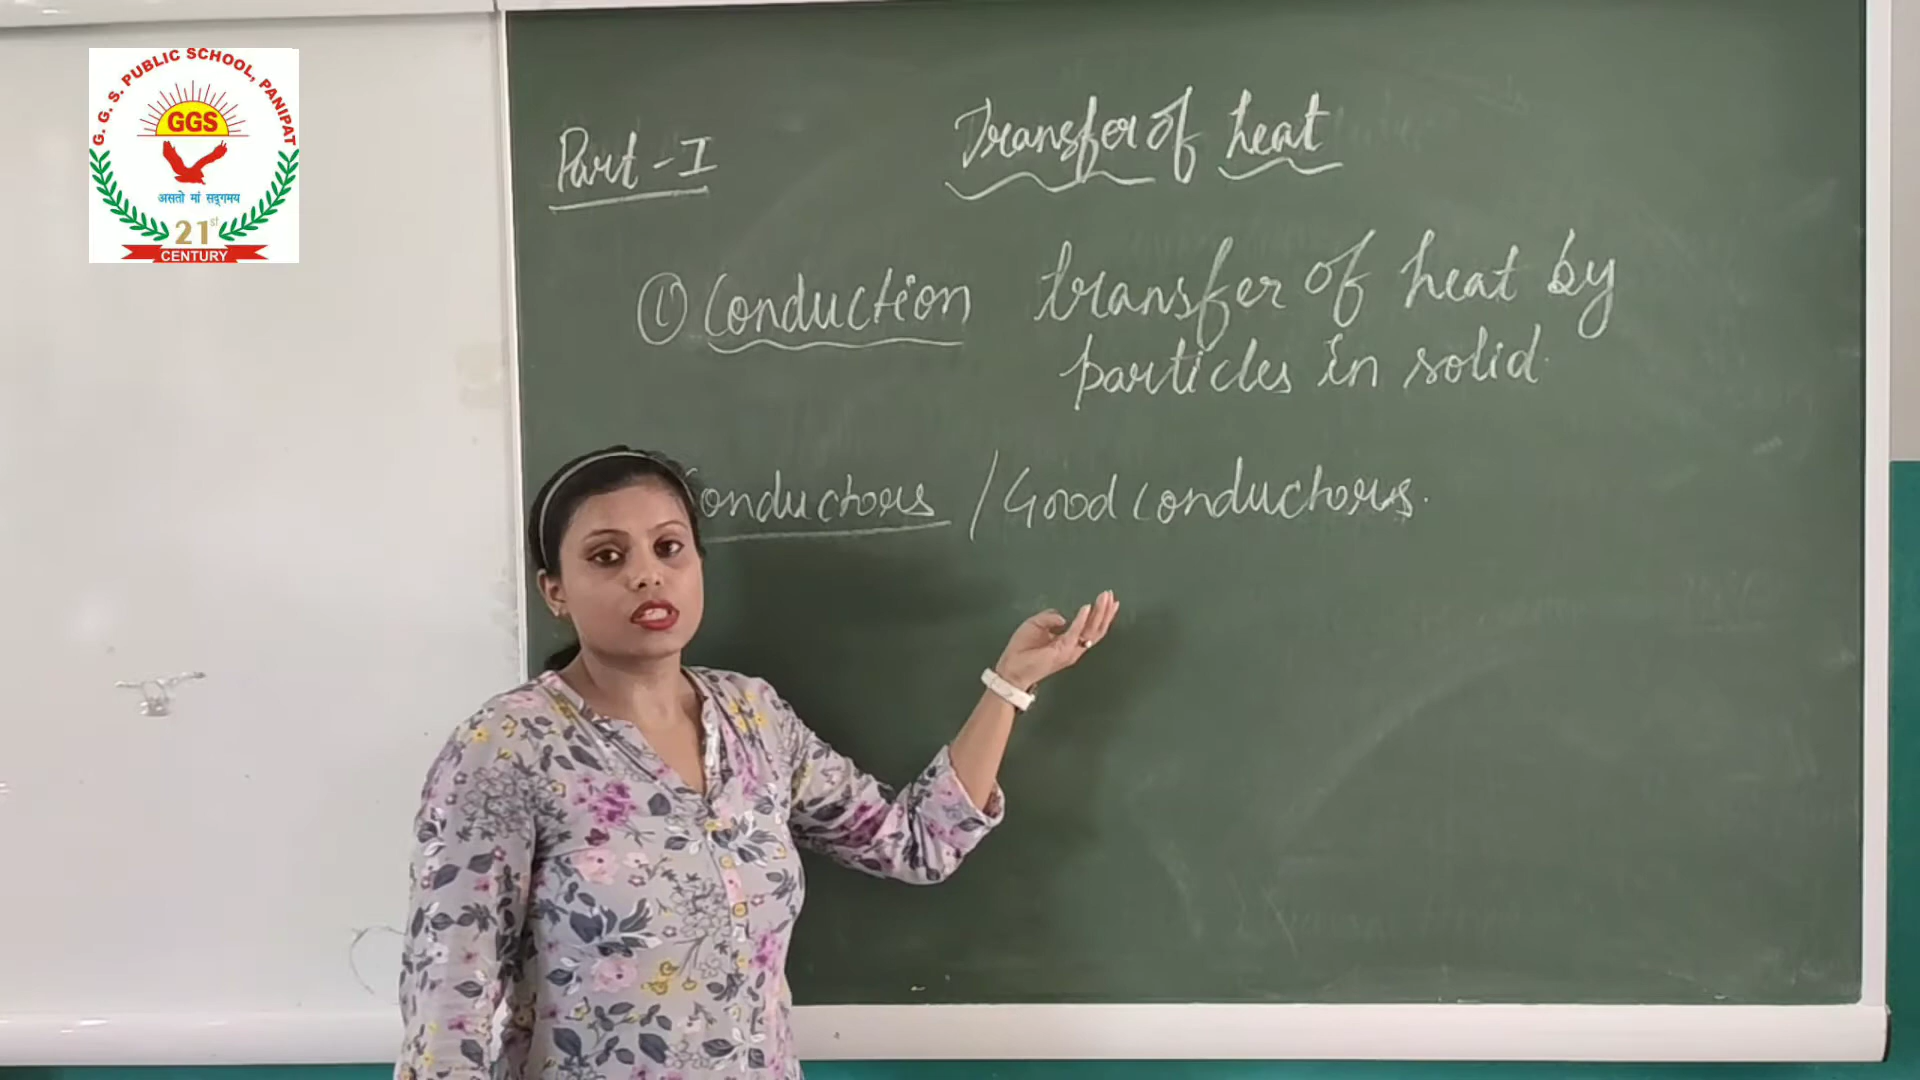 G. G. S. PUBLIC SCHOOL, PANIPAT
GGS
असतो मां सद्गमय
21st
CENTURY
Part - I
Transfer of heat
① Conduction transfer of heat by
particles in solid.
Conductors / Good conductors.